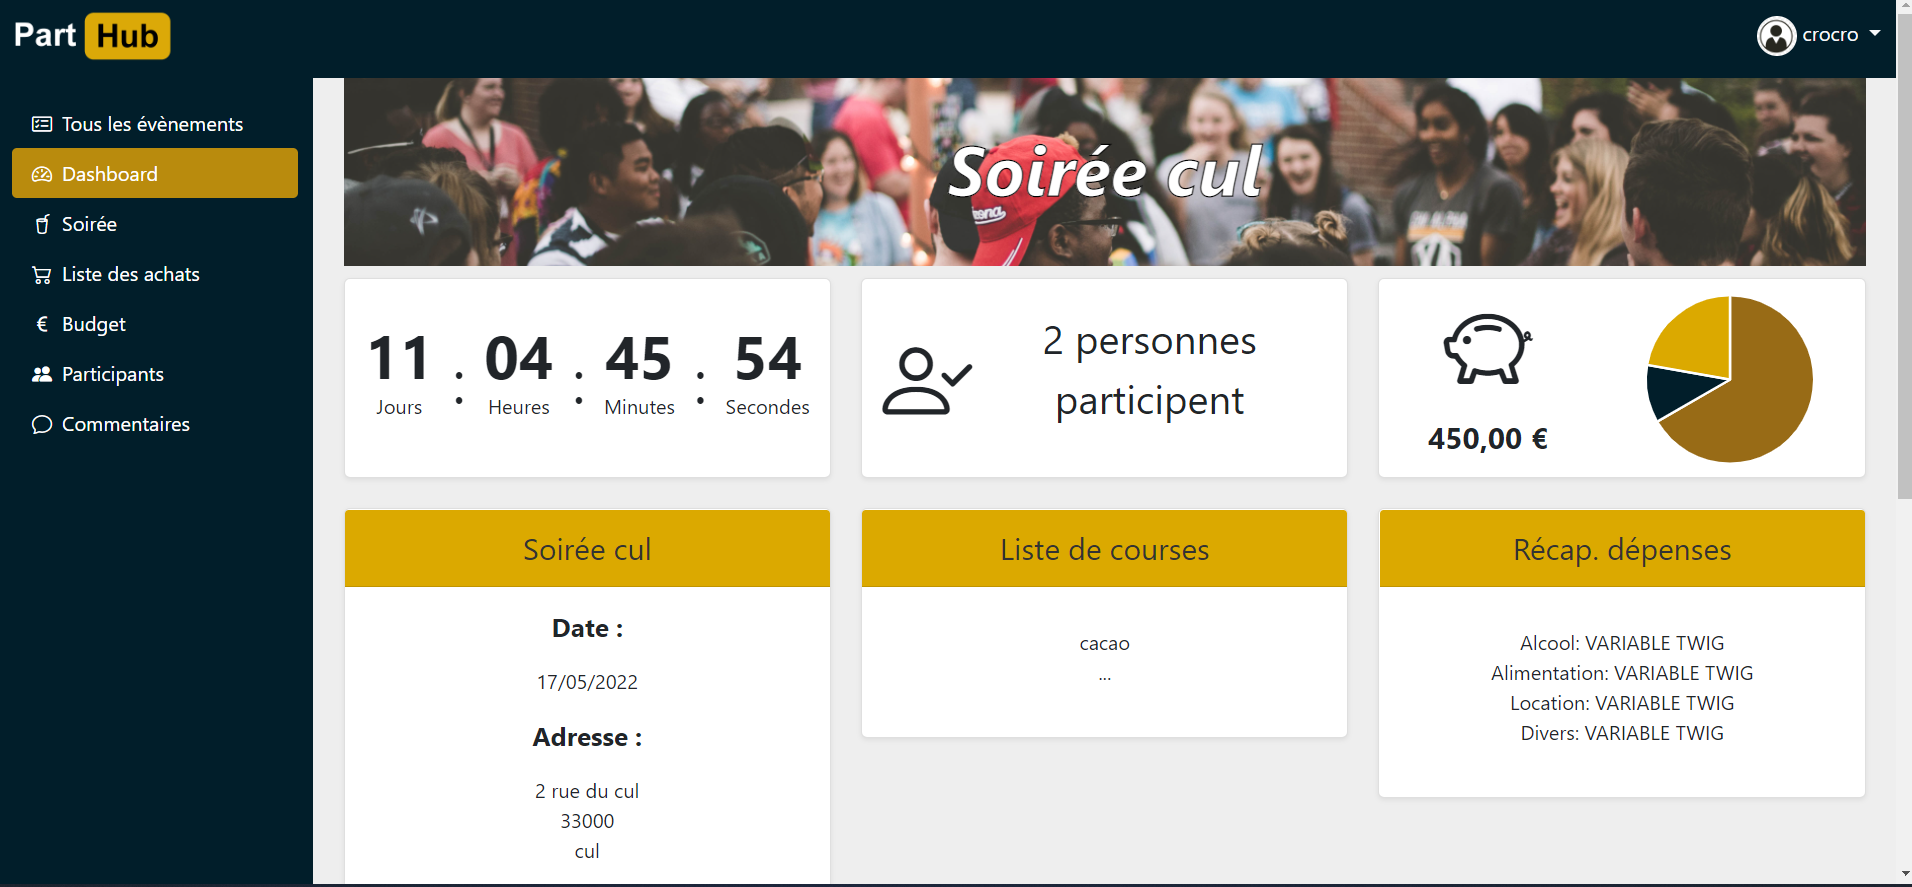 Part Hub
crocro
Tous les évènements
Dashboard
Soirée
Liste des achats
Budget
Participants
Commentaires
Soirée cul
11 : 04 : 45 : 54
Jours Heures Minutes Secondes
2 personnes
participent
450,00 €
Soirée cul
Date :
17/05/2022
Adresse :
2 rue du cul
33000
cul
Liste de courses
cacao
...
Récap. dépenses
Alcool: VARIABLE TWIG
Alimentation: VARIABLE TWIG
Location: VARIABLE TWIG
Divers: VARIABLE TWIG